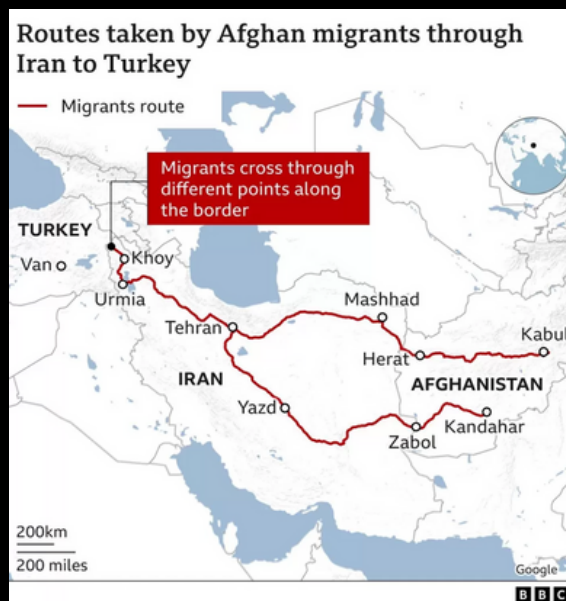 Routes taken by Afghan migrants through
Iran to Turkey
Migrants route
Migrants cross through
different points along
the border
TURKEY
Khoy
Van
Urmia
Mashhad
Tehran
Kabul
Herat
IRAN
AFGHANISTAN
Yazd
Kandahar
Zabol
200km
200 miles
Google
BBC